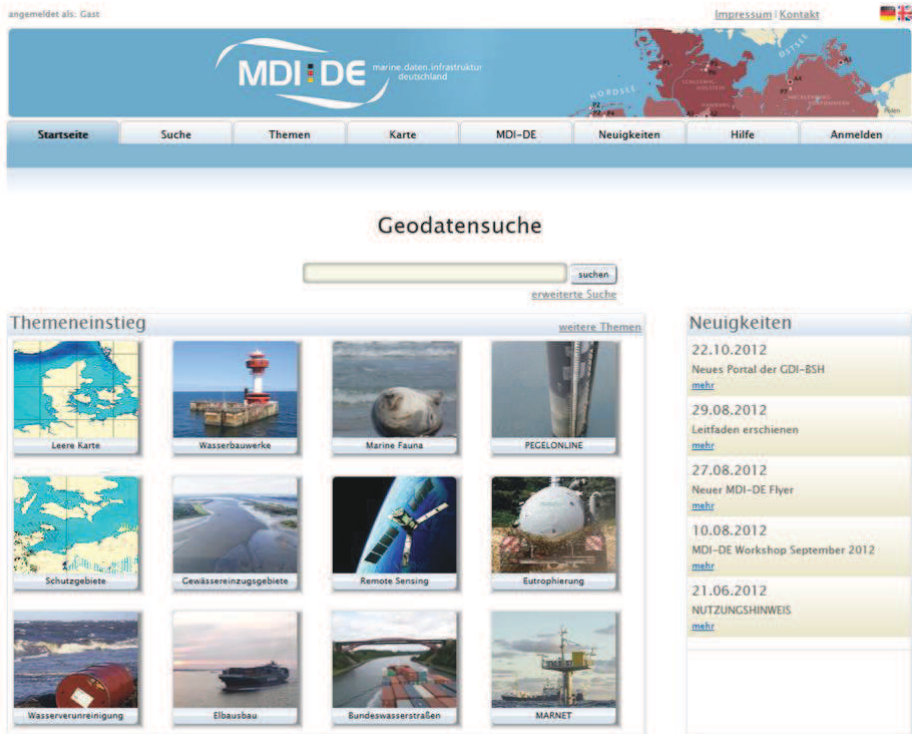 angemeldet als: Gast
Impressum | Kontakt
MDI DE
marine.daten.infrastruktur
deutschland
NORDSEE
OSTSEE
Polen
Startseite
Suche
Themen
Karte
MDI-DE
Neuigkeiten
Hilfe
Anmelden
Geodatensuche
suchen
erweiterte Suche
Themeneinstieg
weitere Themen
Leere Karte
Wasserbauwerke
Marine Fauna
PEGELONLINE
Schutzgebiete
Gewässereinzugsgebiete
Remote Sensing
Eutrophierung
Wasserverunreinigung
Elbausbau
Bundeswasserstraßen
MARNET
Neuigkeiten
22.10.2012
Neues Portal der GDI-BSH
mehr
29.08.2012
Leitfaden erschienen
mehr
27.08.2012
Neuer MDI-DE Flyer
mehr
10.08.2012
MDI-DE Workshop September 2012
mehr
21.06.2012
NUTZUNGSHINWEIS
mehr